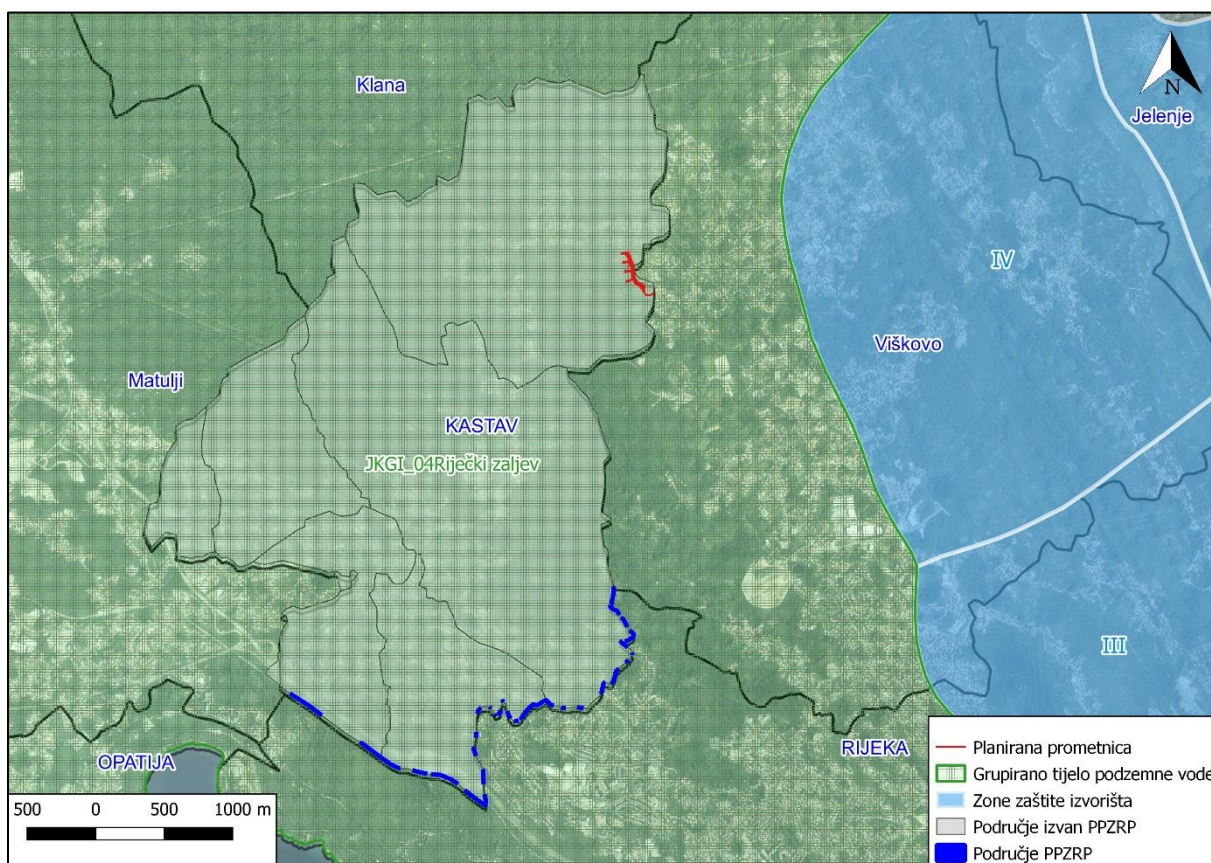 Klana
N
Jelenje
IV
Viškovo
Matulji
KASTAV
JKGI_04Riječki zaljev
III
OPATIJA
RIJEKA
500 0 500 1000 m
Planirana prometnica
Grupirano tijelo podzemne vode
Zone zaštite izvorišta
Područje izvan PPZRP
Područje PPZRP